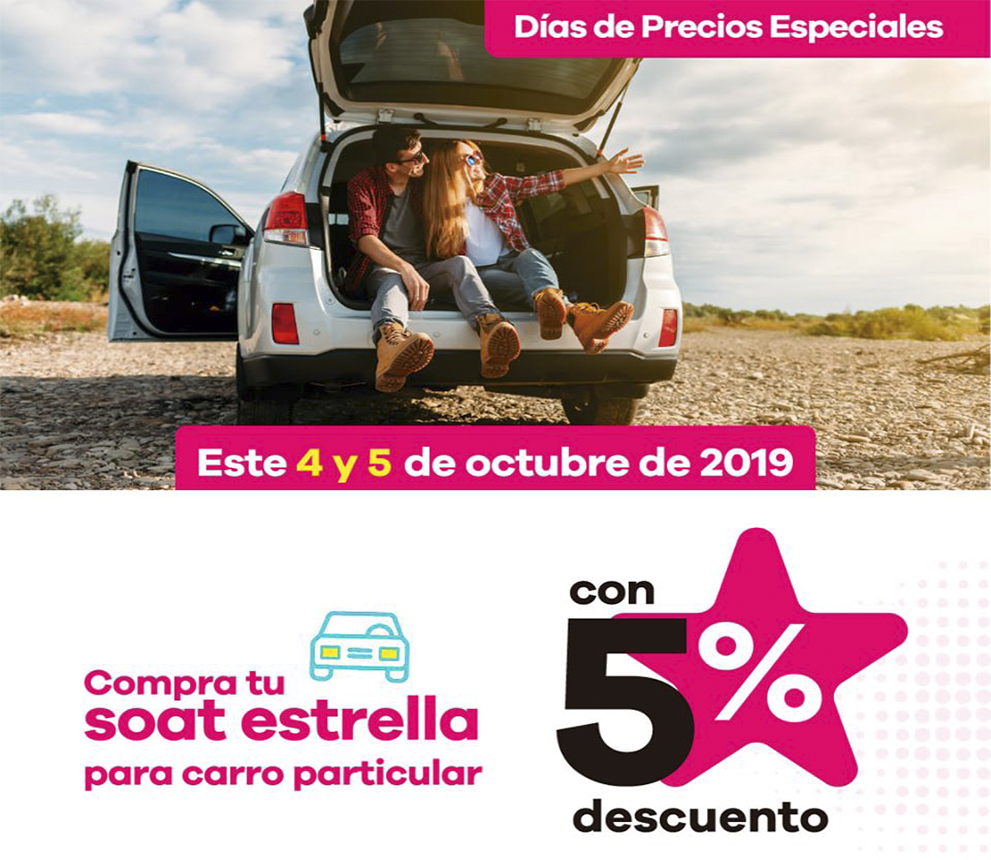 Días de Precios Especiales
Este 4 y 5 de octubre de 2019
con
5%
descuento
Compra tu
soat estrella
para carro particular